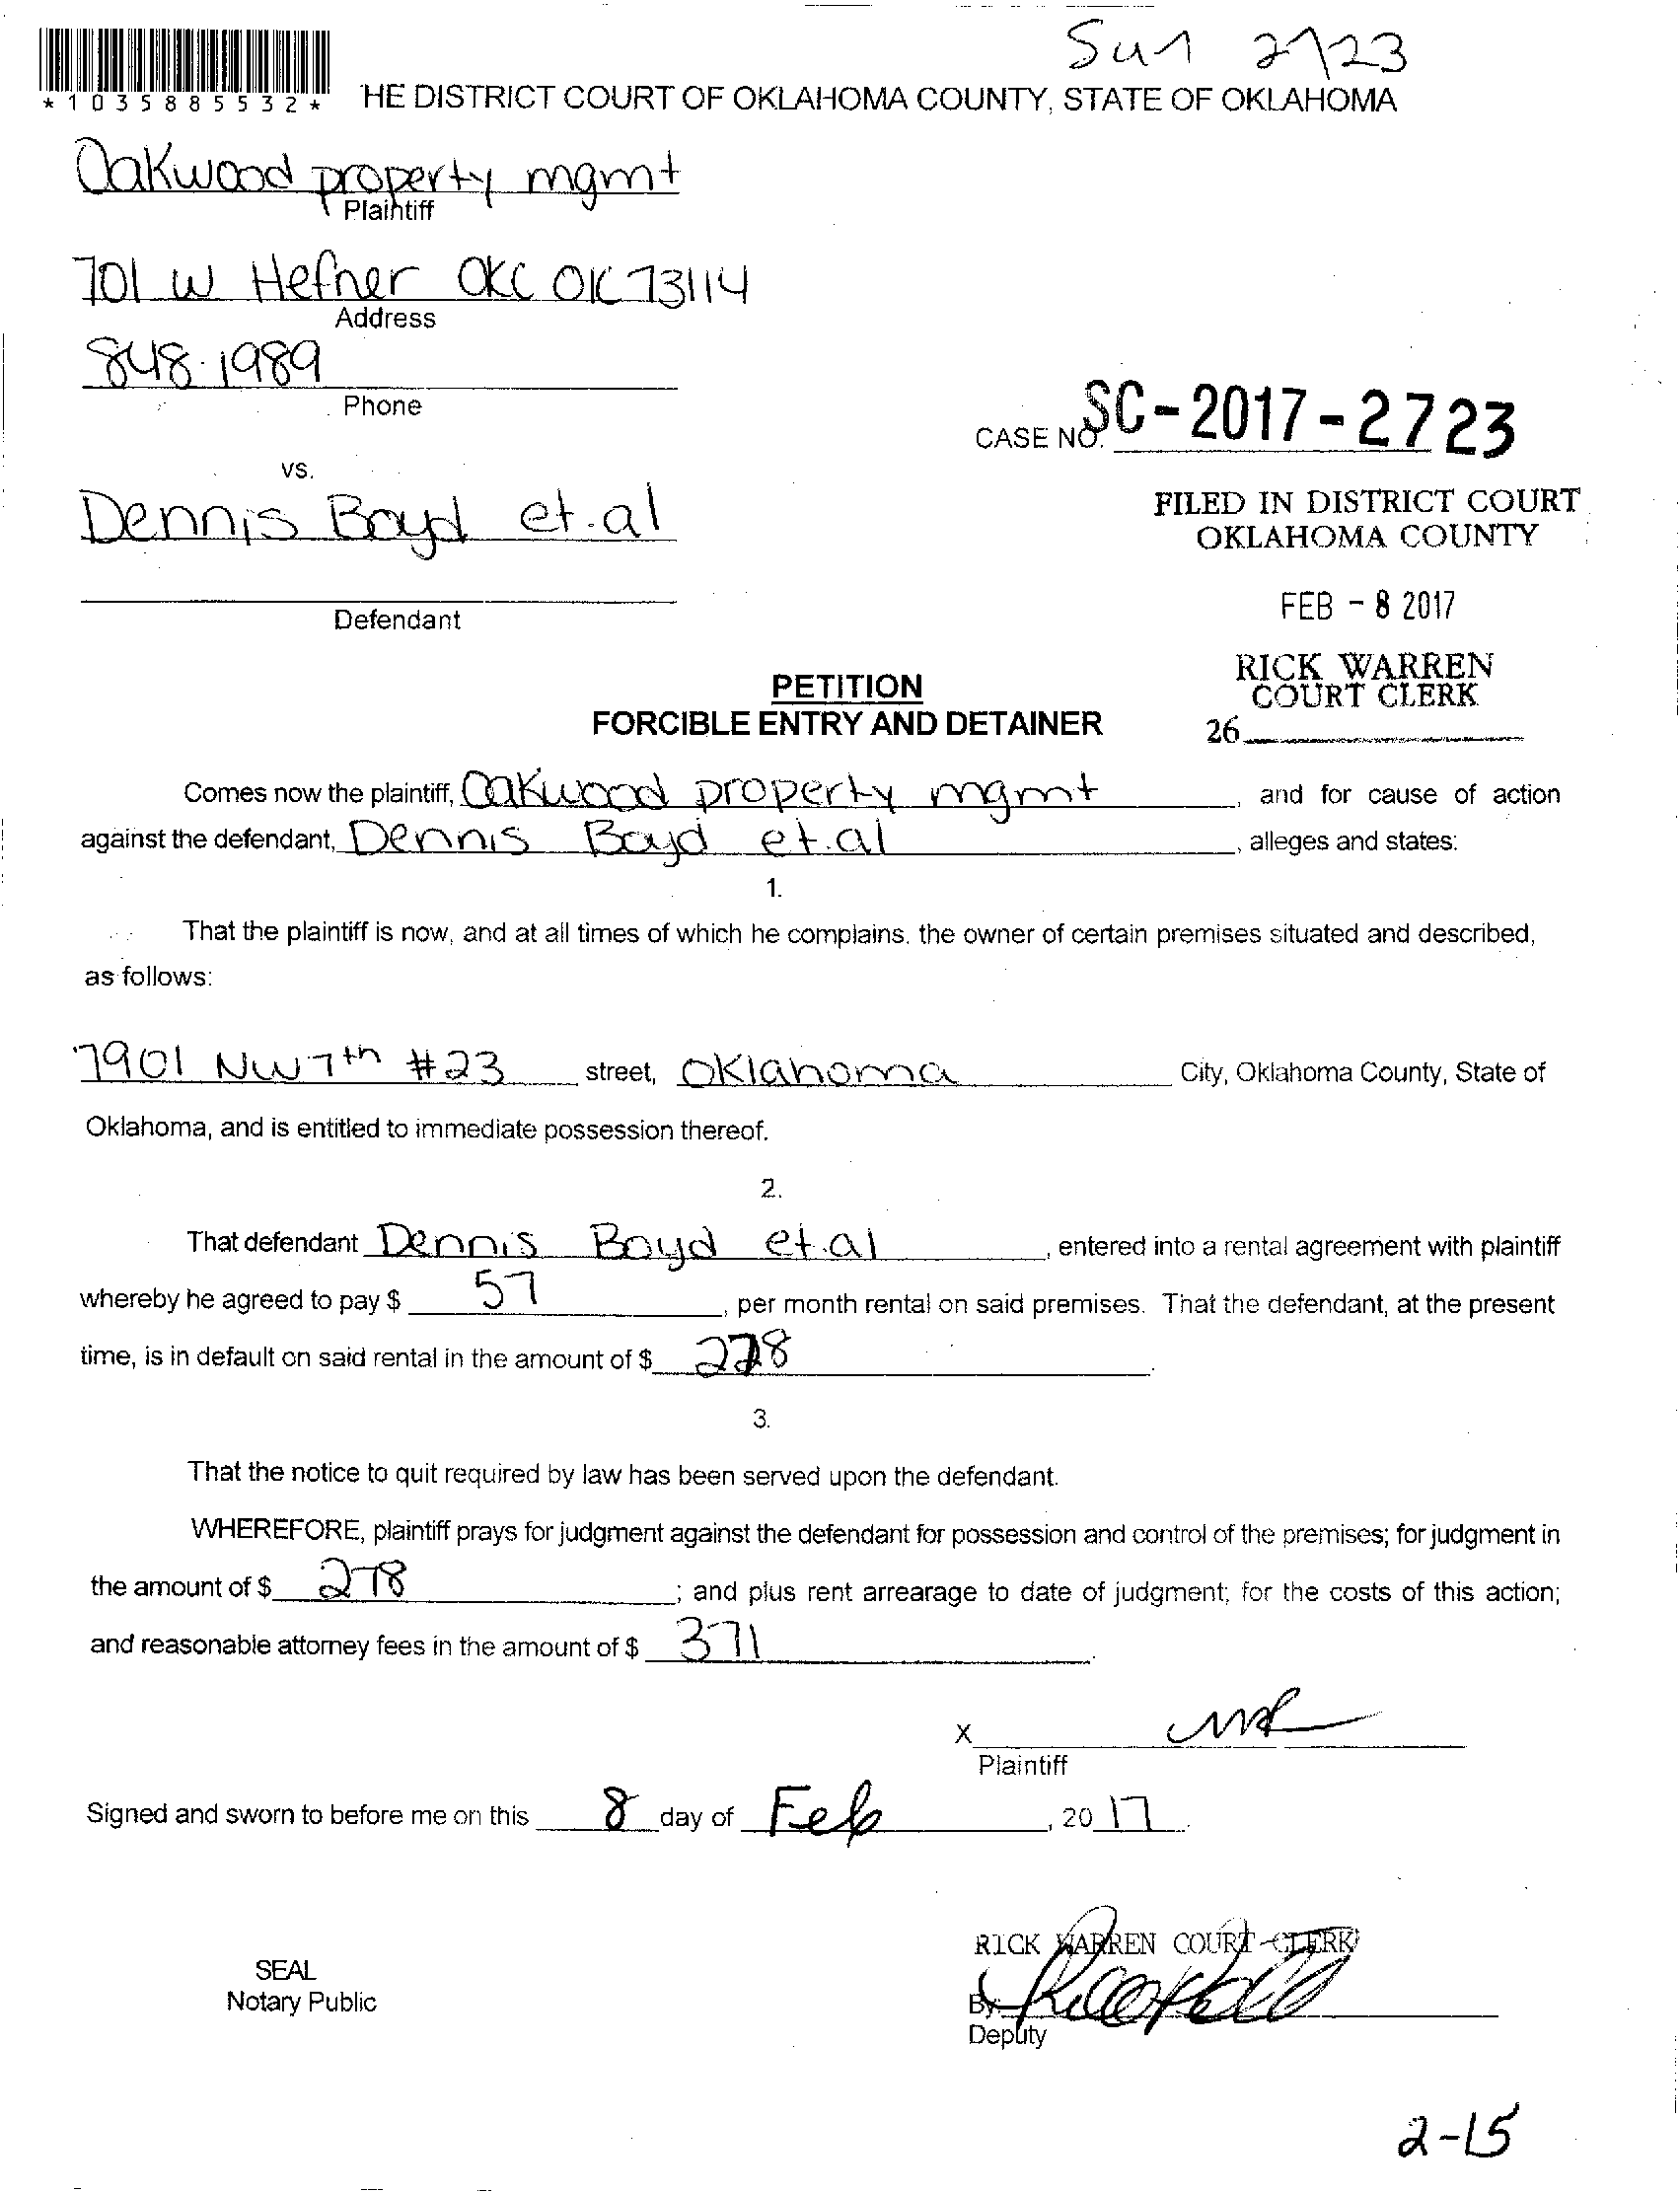 Sun 2/23
*1035885532* HE DISTRICT COURT OF OKLAHOMA COUNTY, STATE OF OKLAHOMA
Oakwood property mgmt
Plaintiff
701 W Hefner OKC OK 73114
Address
848-1989
Phone
CASE NO. SC-2017-2723
vs.
Dennis Boyd et.al
FILED IN DISTRICT COURT
OKLAHOMA COUNTY
FEB - 8 2017
Defendant
RICK WARREN
COURT CLERK
26
PETITION
FORCIBLE ENTRY AND DETAINER
Comes now the plaintiff, Oakwood property mgmt, and for cause of action
against the defendant, Dennis Boyd et.al, alleges and states:
1.
That the plaintiff is now, and at all times of which he complains. the owner of certain premises situated and described,
as follows:
7901 NW 7th #23 street, Oklahoma City, Oklahoma County, State of
Oklahoma, and is entitled to immediate possession thereof.
2.
That defendant Dennis Boyd et.al, entered into a rental agreement with plaintiff
whereby he agreed to pay $ 57, per month rental on said premises. That the defendant, at the present
time, is in default on said rental in the amount of $ 278.
3.
That the notice to quit required by law has been served upon the defendant.
WHEREFORE, plaintiff prays for judgment against the defendant for possession and control of the premises; for judgment in
the amount of $ 278; and plus rent arrearage to date of judgment; for the costs of this action;
and reasonable attorney fees in the amount of $ 371.
X
Plaintiff
Signed and sworn to before me on this 8 day of Feb, 20 17.
RICK WARREN COURT CLERK
SEAL
Notary Public
By:
Deputy
2-15